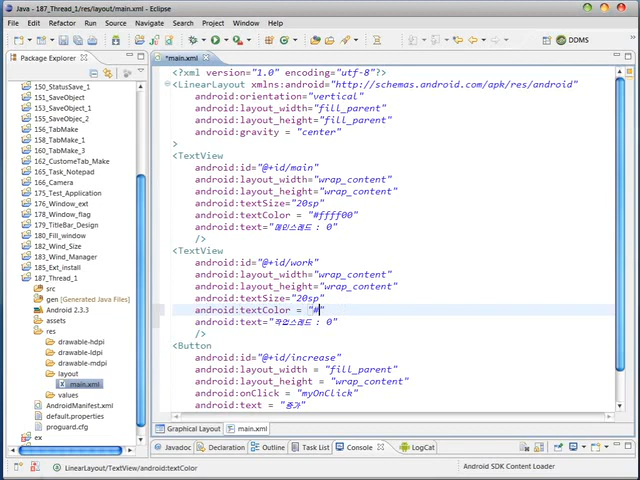 Java - 187_Thread_1/res/layout/main.xml - Eclipse
File Edit Refactor Run Source Navigate Search Project Window Help
DDMS
Package Explorer
150_StatusSave_1
151_SaveObject
153_SaveObject_1
155_SaveObjec_2
156_TabMake
158_TabMake_1
160_TabMake_3
162_CustomeTab_Make
165_Task_Notepad
166_Camera
175_Test_Application
176_Window_ext
178_Window_flag
179_TitleBar_Design
180_Full_window
182_Wind_Size
183_Wind_Manager
185_Ext_install
187_Thread_1
src
gen [Generated Java Files]
Android 2.3.3
assets
res
drawable-hdpi
drawable-ldpi
drawable-mdpi
layout
main.xml
values
AndroidManifest.xml
default.properties
proguard.cfg
ex
*main.xml
<?xml version="1.0" encoding="utf-8"?>
<LinearLayout xmlns:android="http://schemas.android.com/apk/res/android"
android:orientation="vertical"
android:layout_width="fill_parent"
android:layout_height="fill_parent"
android:gravity ="center"
>
<TextView
android:id="@+id/main"
android:layout_width="wrap_content"
android:layout_height="wrap_content"
android:textSize="20sp"
android:textColor = "#ffff00"
android:text="메인스레드 : 0"
/>
<TextView
android:id="@+id/work"
android:layout_width="wrap_content"
android:layout_height="wrap_content"
android:textSize="20sp"
android:textColor = "#"
android:text="작업스레드 : 0"
/>
<Button
android:id="@+id/increase"
android:layout_width = "fill_parent"
android:layout_height = "wrap_content"
android:onClick = "myOnClick"
android:text = "증가"
Graphical Layout main.xml
Javadoc Declaration Outline Task List Console LogCat
LinearLayout/TextView/android:textColor
Android SDK Content Loader